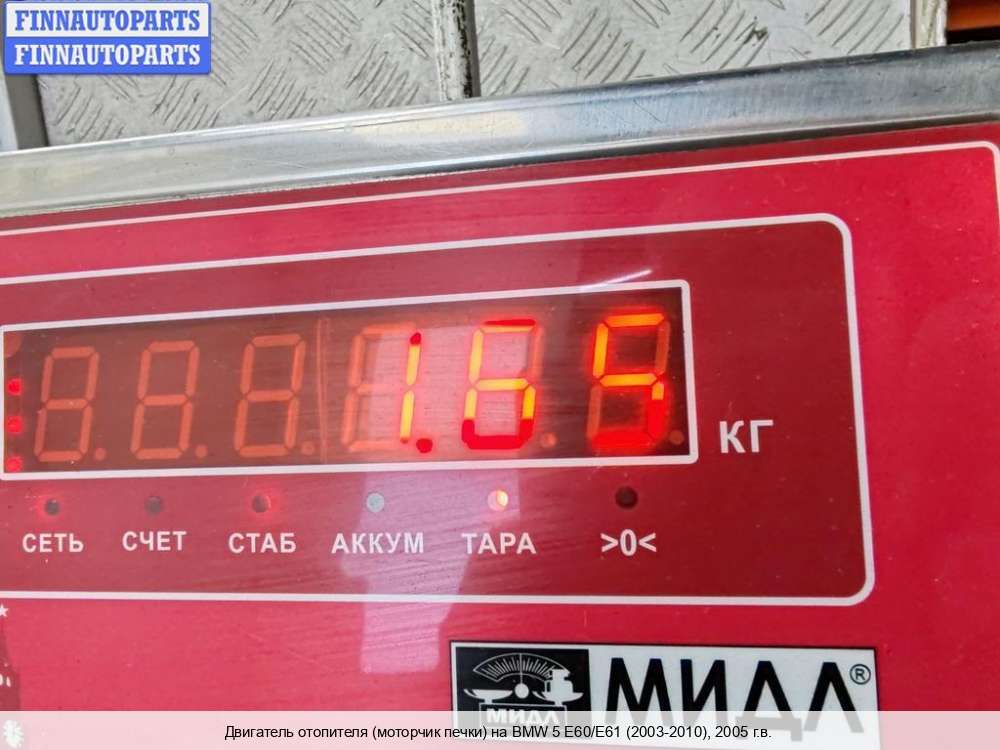 FINNAUTOPARTS
FINNAUTOPARTS
1.65
КГ
СЕТЬ СЧЕТ СТАБ АККУМ ТАРА >0<
МИДЛ®
МИДЛ
Двигатель отопителя (моторчик печки) на BMW 5 E60/E61 (2003-2010), 2005 г.в.